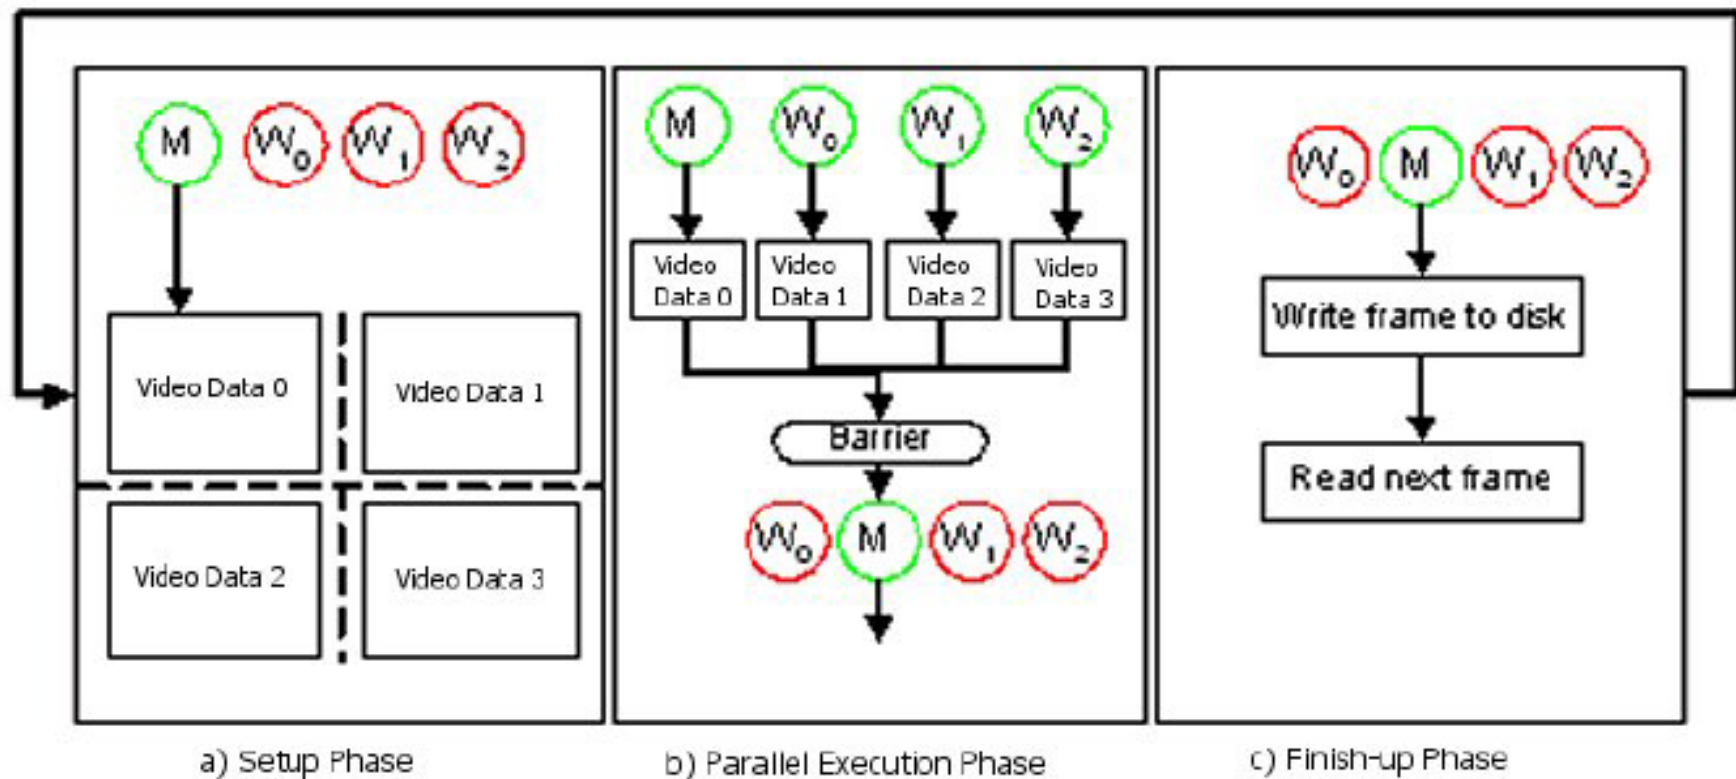 M W0 W1 W2
Video Data 0
Video Data 1
Video Data 2
Video Data 3
a) Setup Phase
M W0 W1 W2
Video
Data 0
Video
Data 1
Video
Data 2
Video
Data 3
Barrier
W0 M W1 W2
b) Parallel Execution Phase
W0 M W1 W2
Write frame to disk
Read next frame
c) Finish-up Phase